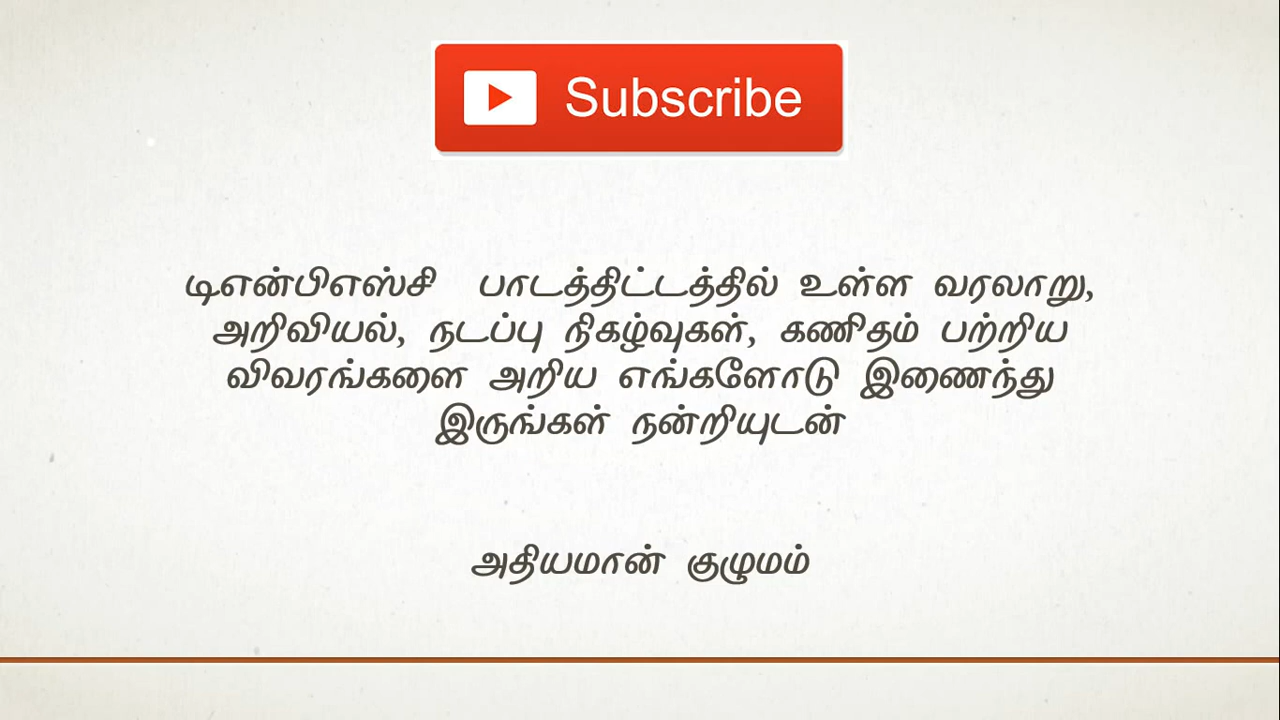 Subscribe
டிஎன்பிஎஸ்சி பாடத்திட்டத்தில் உள்ள வரலாறு,
அறிவியல், நடப்பு நிகழ்வுகள், கணிதம் பற்றிய
விவரங்களை அறிய எங்களோடு இணைந்து
இருங்கள் நன்றியுடன்
அதியமான் குழுமம்